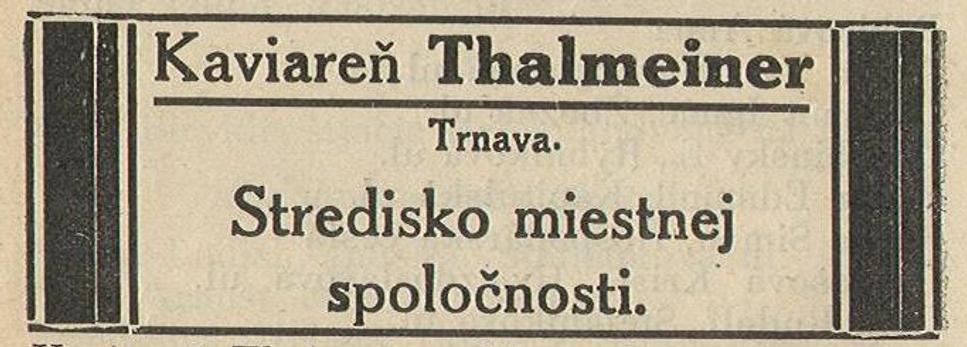 Kaviareň Thalmeiner
Trnava.
Stredisko miestnej
spoločnosti.